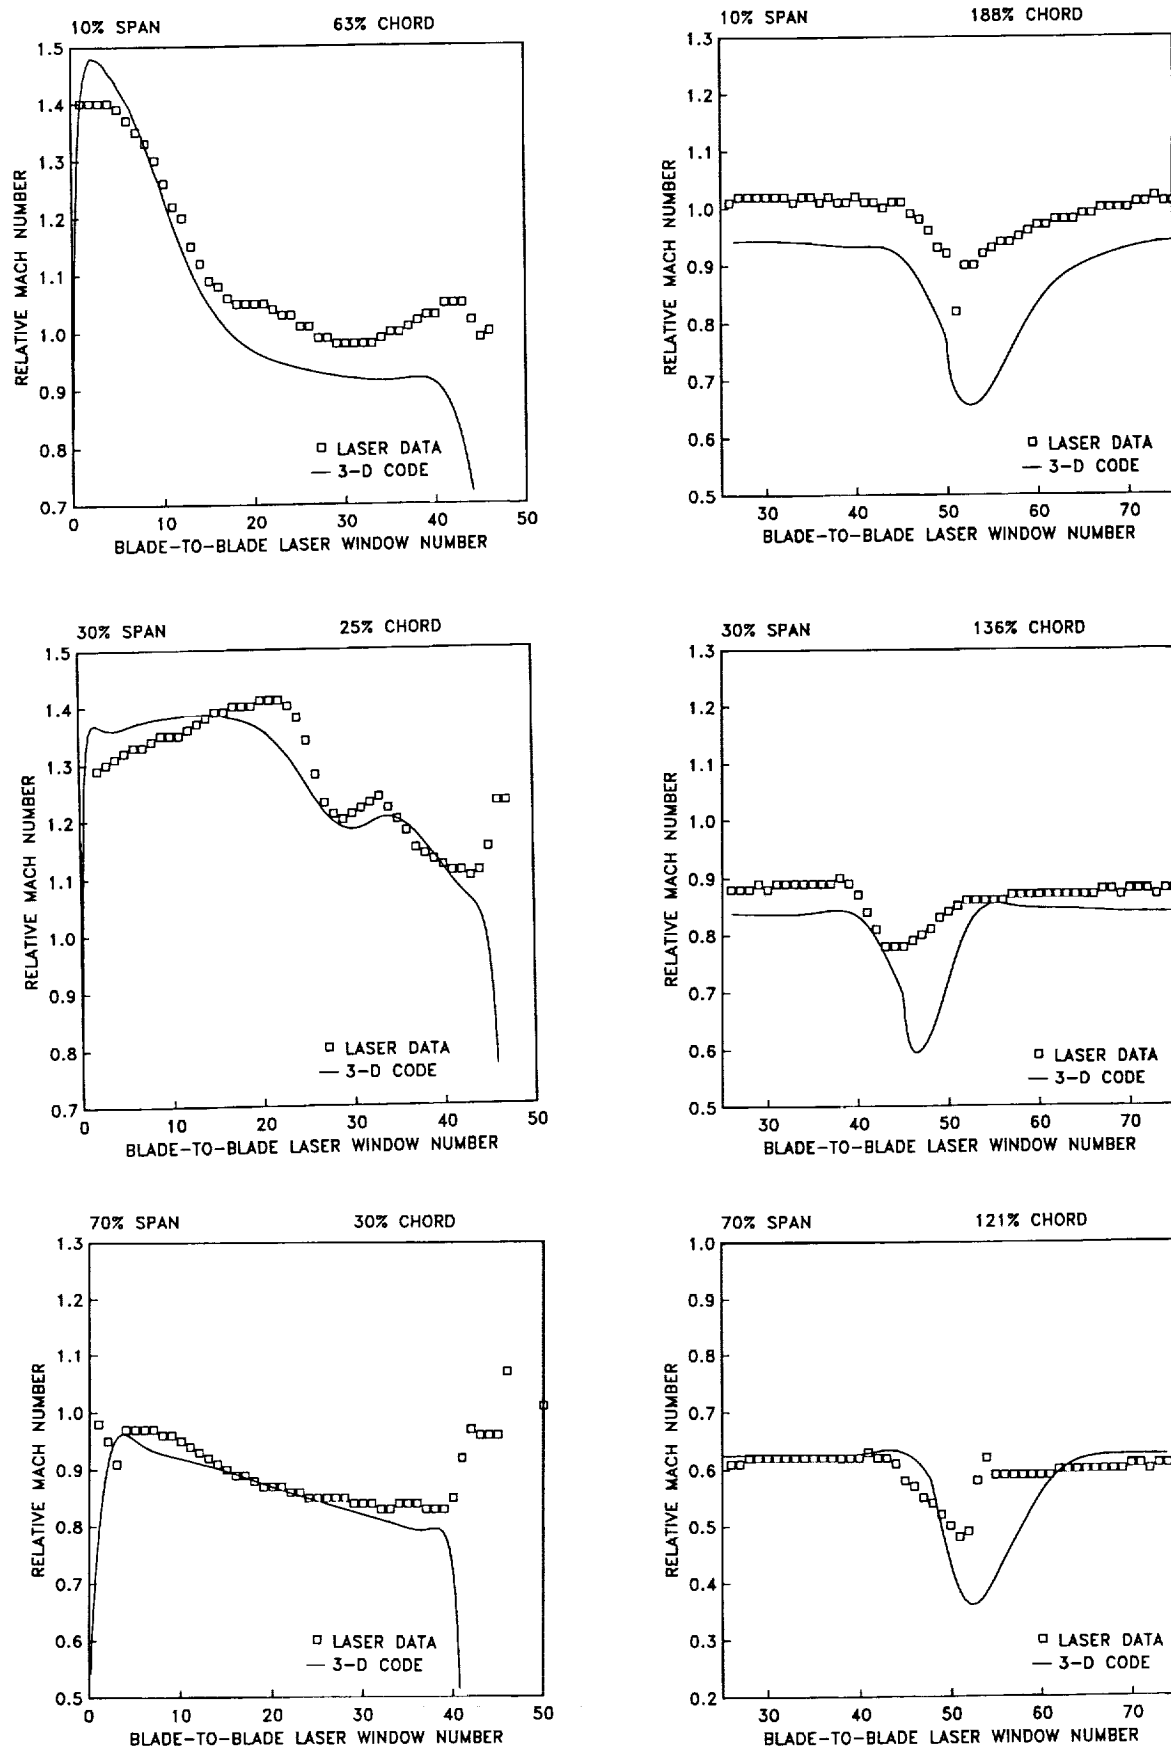 10% SPAN 63% CHORD
1.5
1.4
1.3
1.2
1.1
1.0
0.9
0.8
0.7
RELATIVE MACH NUMBER
LASER DATA
3-D CODE
0 10 20 30 40 50
BLADE-TO-BLADE LASER WINDOW NUMBER
10% SPAN 188% CHORD
1.3
1.2
1.1
1.0
0.9
0.8
0.7
0.6
0.5
RELATIVE MACH NUMBER
LASER DATA
3-D CODE
30 40 50 60 70
BLADE-TO-BLADE LASER WINDOW NUMBER
30% SPAN 25% CHORD
1.5
1.4
1.3
1.2
1.1
1.0
0.9
0.8
0.7
RELATIVE MACH NUMBER
LASER DATA
3-D CODE
0 10 20 30 40 50
BLADE-TO-BLADE LASER WINDOW NUMBER
30% SPAN 136% CHORD
1.3
1.2
1.1
1.0
0.9
0.8
0.7
0.6
0.5
RELATIVE MACH NUMBER
LASER DATA
3-D CODE
30 40 50 60 70
BLADE-TO-BLADE LASER WINDOW NUMBER
70% SPAN 30% CHORD
1.3
1.2
1.1
1.0
0.9
0.8
0.7
0.6
0.5
RELATIVE MACH NUMBER
LASER DATA
3-D CODE
0 10 20 30 40 50
BLADE-TO-BLADE LASER WINDOW NUMBER
70% SPAN 121% CHORD
1.0
0.9
0.8
0.7
0.6
0.5
0.4
0.3
0.2
RELATIVE MACH NUMBER
LASER DATA
3-D CODE
30 40 50 60 70
BLADE-TO-BLADE LASER WINDOW NUMBER